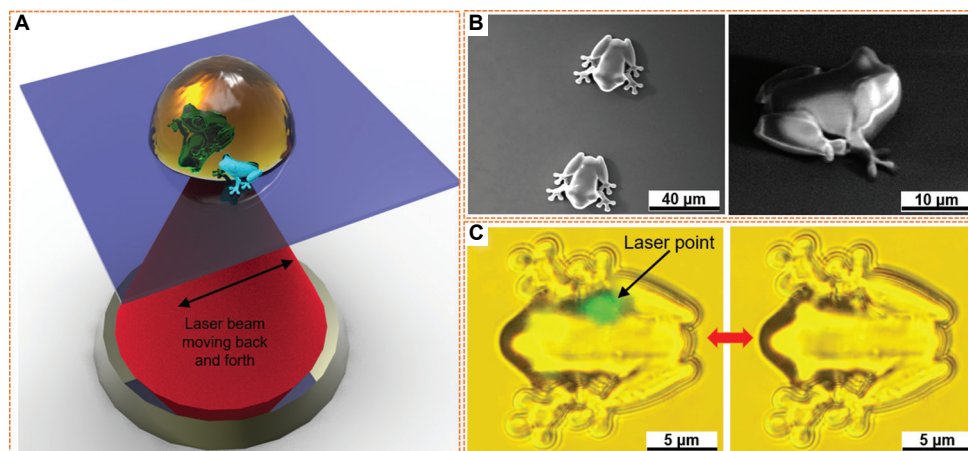 A
Laser beam
moving back
and forth
B
40 µm
10 µm
C
Laser point
5 µm
5 µm